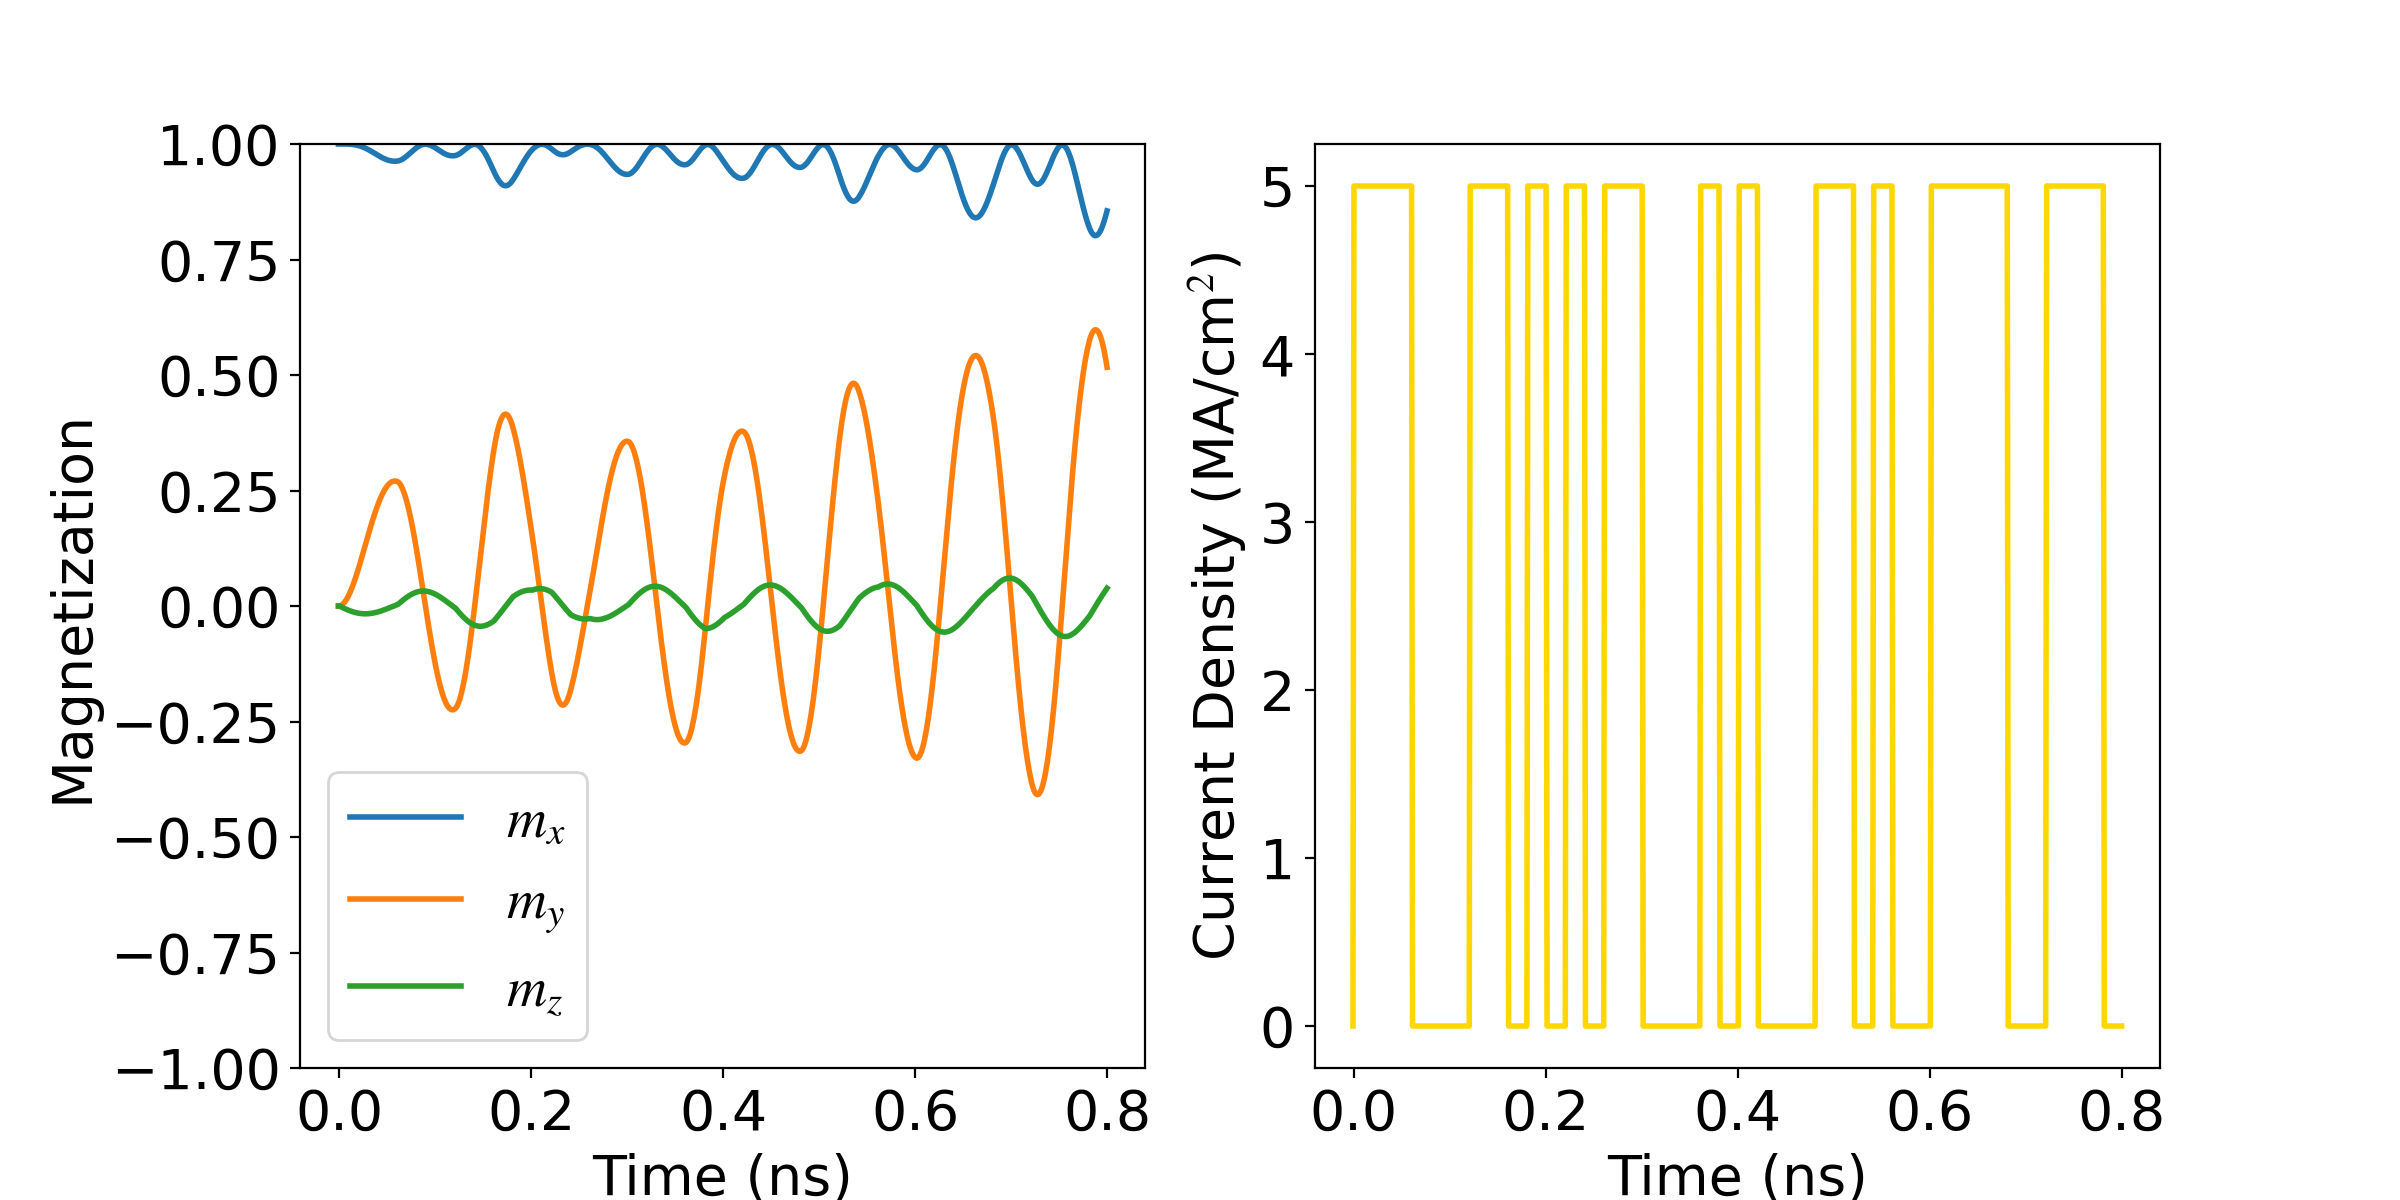 Magnetization
1.00
0.75
0.50
0.25
0.00
−0.25
−0.50
−0.75
−1.00
0.0 0.2 0.4 0.6 0.8
Time (ns)
m_x
m_y
m_z
Current Density (MA/cm²)
5
4
3
2
1
0
0.0 0.2 0.4 0.6 0.8
Time (ns)